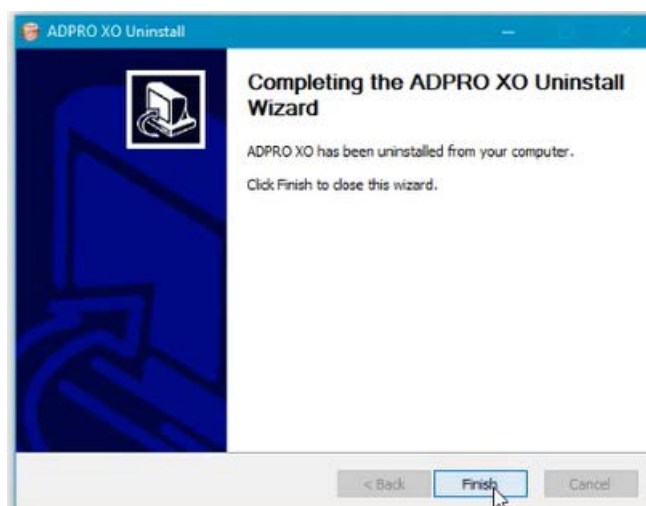 ADPRO XO Uninstall
Completing the ADPRO XO Uninstall
Wizard
ADPRO XO has been uninstalled from your computer.
Click Finish to close this wizard.
< Back
Finish
Cancel